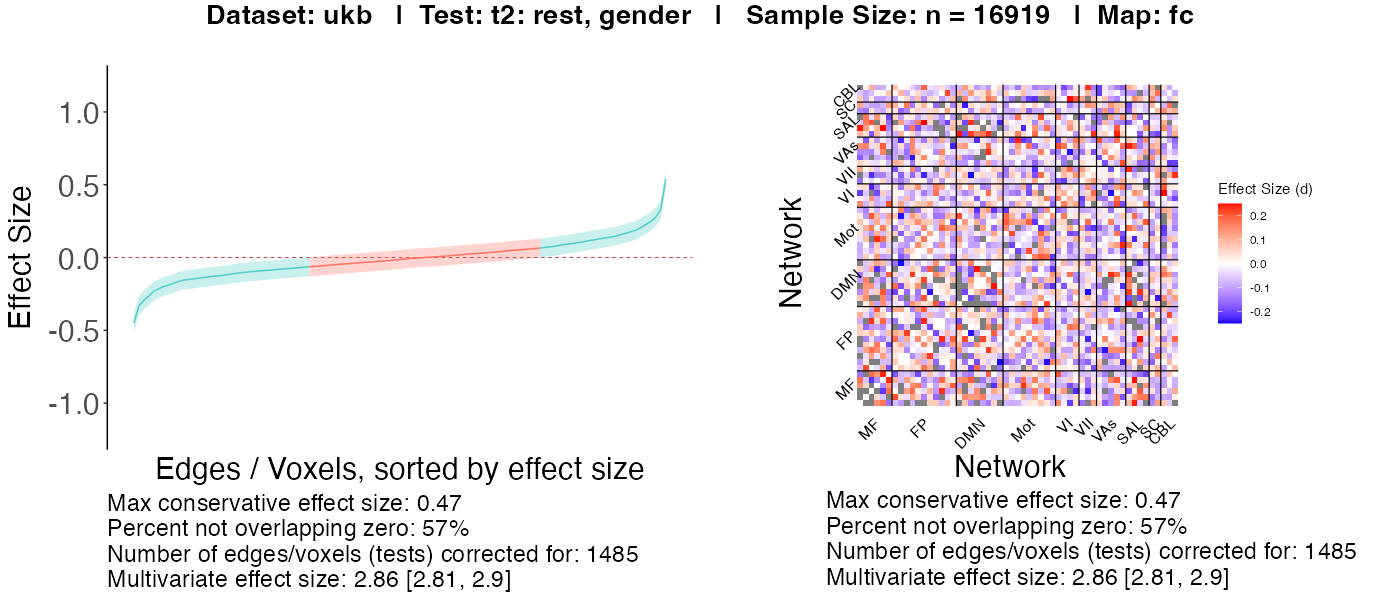 Dataset: ukb | Test: t2: rest, gender | Sample Size: n = 16919 | Map: fc
Effect Size
1.0
0.5
0.0
-0.5
-1.0
Edges / Voxels, sorted by effect size
Max conservative effect size: 0.47
Percent not overlapping zero: 57%
Number of edges/voxels (tests) corrected for: 1485
Multivariate effect size: 2.86 [2.81, 2.9]
Network
CBL
SC
SAL
VAs
VII
VI
Mot
DMN
FP
MF
MF
FP
DMN
Mot
VI
VII
VAs
SAL
SC
CBL
Network
Effect Size (d)
0.2
0.1
0.0
-0.1
-0.2
Max conservative effect size: 0.47
Percent not overlapping zero: 57%
Number of edges/voxels (tests) corrected for: 1485
Multivariate effect size: 2.86 [2.81, 2.9]